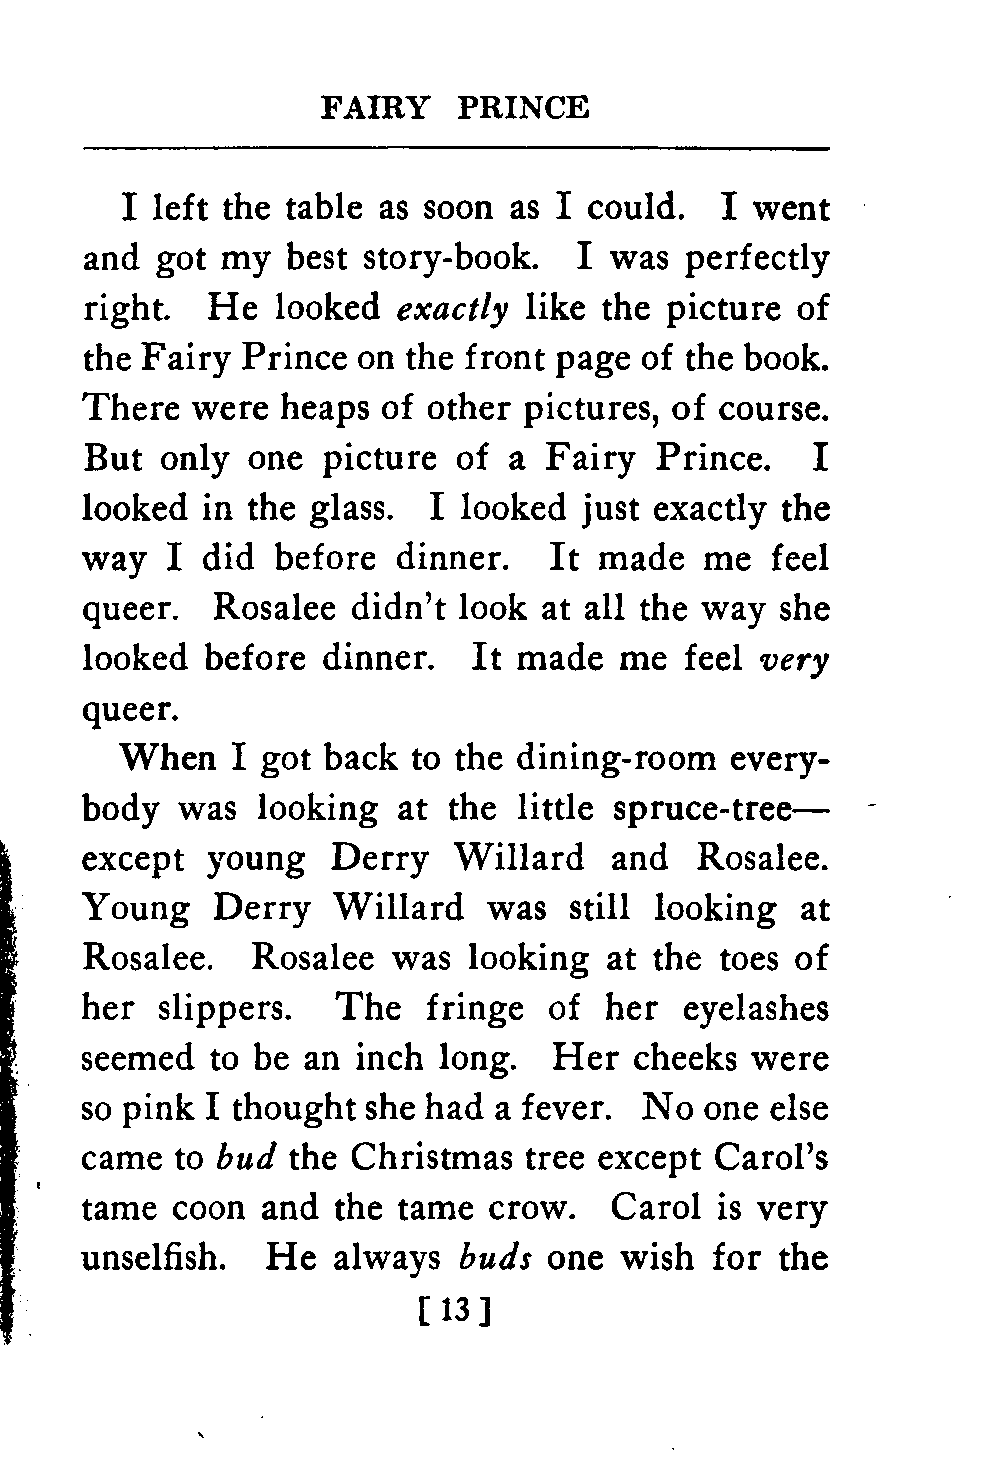 FAIRY PRINCE
I left the table as soon as I could. I went
and got my best story-book. I was perfectly
right. He looked exactly like the picture of
the Fairy Prince on the front page of the book.
There were heaps of other pictures, of course.
But only one picture of a Fairy Prince. I
looked in the glass. I looked just exactly the
way I did before dinner. It made me feel
queer. Rosalee didn't look at all the way she
looked before dinner. It made me feel very
queer.
When I got back to the dining-room every-
body was looking at the little spruce-tree—
except young Derry Willard and Rosalee.
Young Derry Willard was still looking at
Rosalee. Rosalee was looking at the toes of
her slippers. The fringe of her eyelashes
seemed to be an inch long. Her cheeks were
so pink I thought she had a fever. No one else
came to bud the Christmas tree except Carol's
tame coon and the tame crow. Carol is very
unselfish. He always buds one wish for the
[ 13 ]